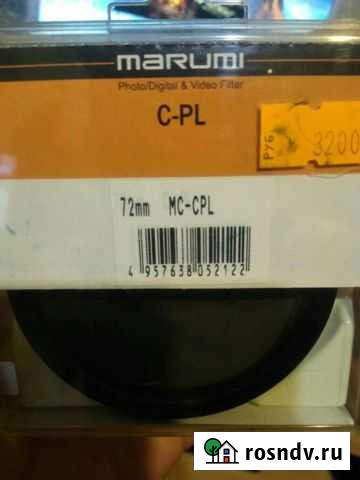 marumi
Photo/Digital & Video Filter
C-PL
РУБ 3200
72mm MC-CPL
4 957638 052122
rosndv.ru